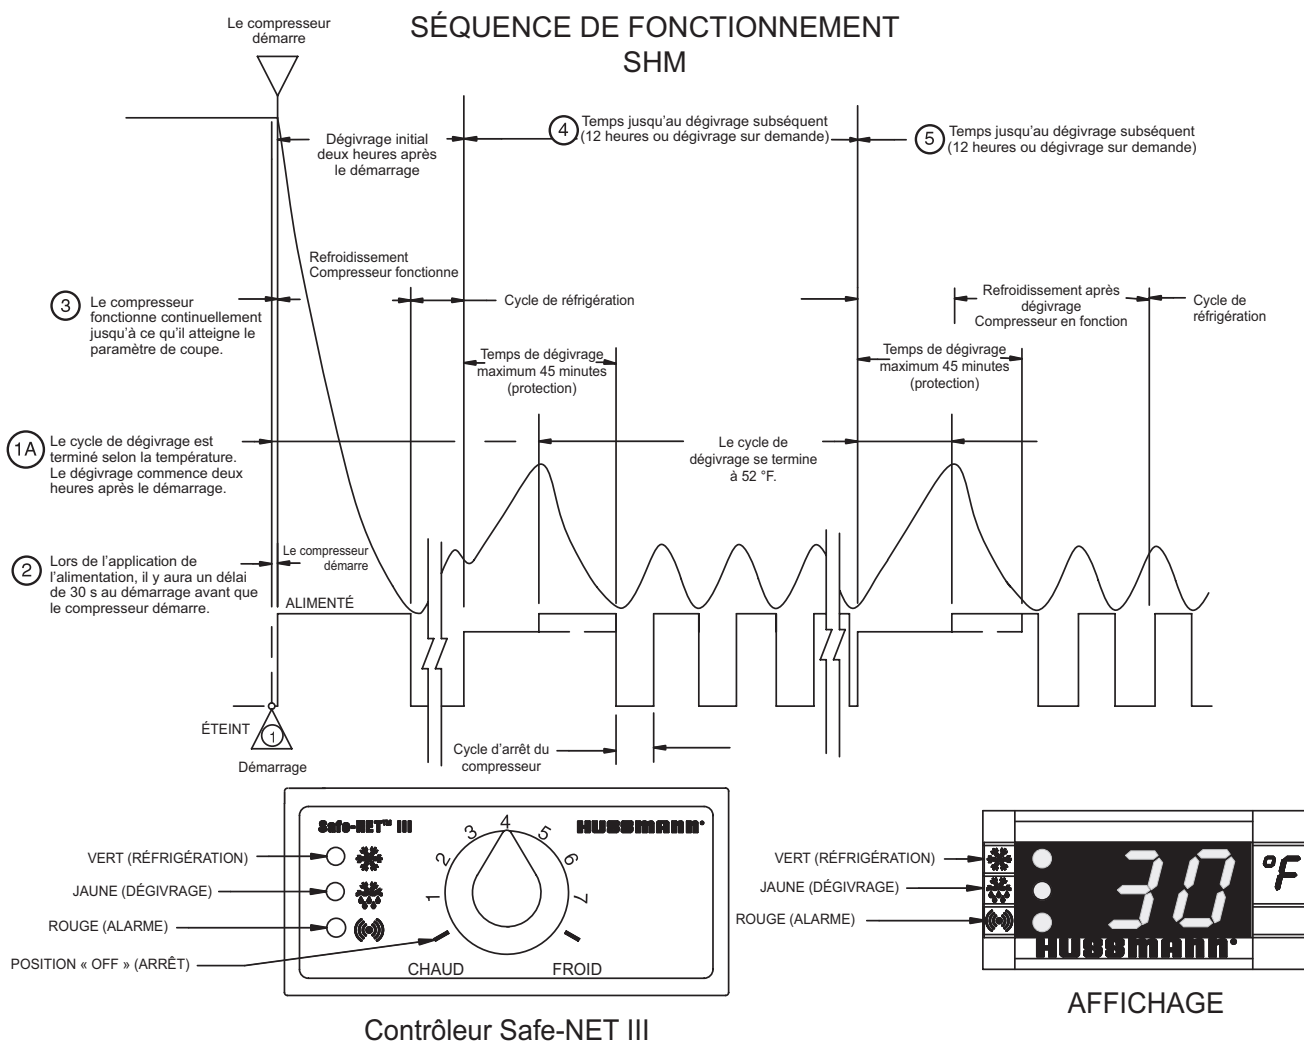 SÉQUENCE DE FONCTIONNEMENT
SHM
Le compresseur
démarre
Dégivrage initial
deux heures après
le démarrage
4
Temps jusqu'au dégivrage subséquent
(12 heures ou dégivrage sur demande)
5
Temps jusqu'au dégivrage subséquent
(12 heures ou dégivrage sur demande)
Refroidissement
Compresseur fonctionne
3
Le compresseur
fonctionne continuellement
jusqu'à ce qu'il atteigne le
paramètre de coupe.
Cycle de réfrigération
Refroidissement après
dégivrage
Compresseur en fonction
Cycle de
réfrigération
Temps de dégivrage
maximum 45 minutes
(protection)
Temps de dégivrage
maximum 45 minutes
(protection)
1A
Le cycle de dégivrage est
terminé selon la température.
Le dégivrage commence deux
heures après le démarrage.
Le cycle de
dégivrage se termine
à 52 °F.
2
Lors de l'application de
l'alimentation, il y aura un délai
de 30 s au démarrage avant que
le compresseur démarre.
Le compresseur
démarre
ALIMENTÉ
ÉTEINT
1
Démarrage
Cycle d'arrêt du
compresseur
Safe-NET™ III
HUSSMANN®
1
2
3
4
5
6
7
VERT (RÉFRIGÉRATION)
JAUNE (DÉGIVRAGE)
ROUGE (ALARME)
POSITION « OFF » (ARRÊT)
CHAUD
FROID
Contrôleur Safe-NET III
VERT (RÉFRIGÉRATION)
JAUNE (DÉGIVRAGE)
ROUGE (ALARME)
30
°F
HUSSMANN®
AFFICHAGE